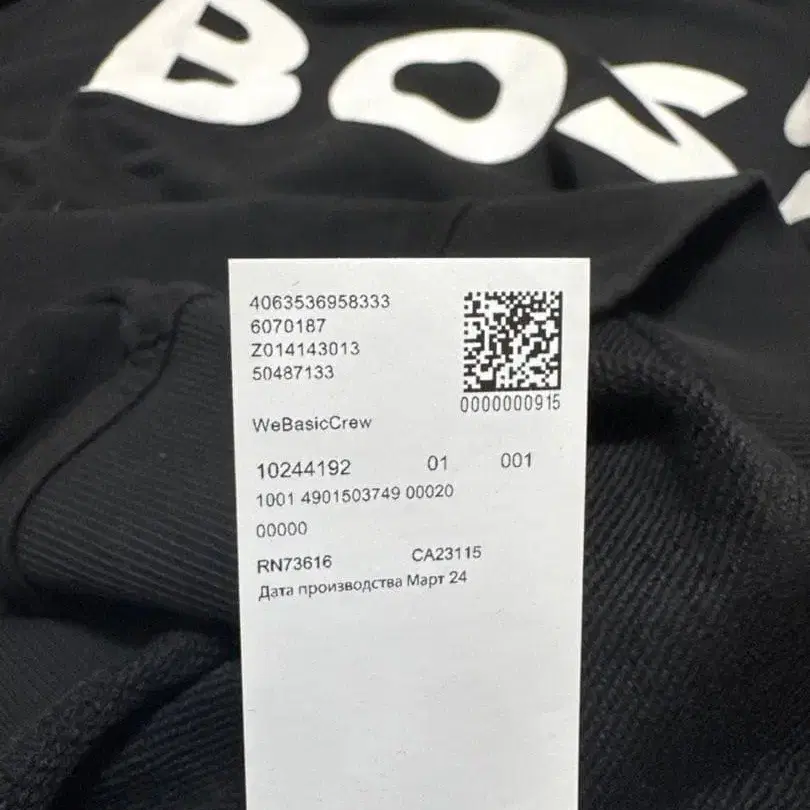 BOSS
4063536958333
6070187
Z014143013
50487133
0000000915
WeBasicCrew
10244192 01 001
1001 4901503749 00020
00000
RN73616 CA23115
Дата производства Март 24